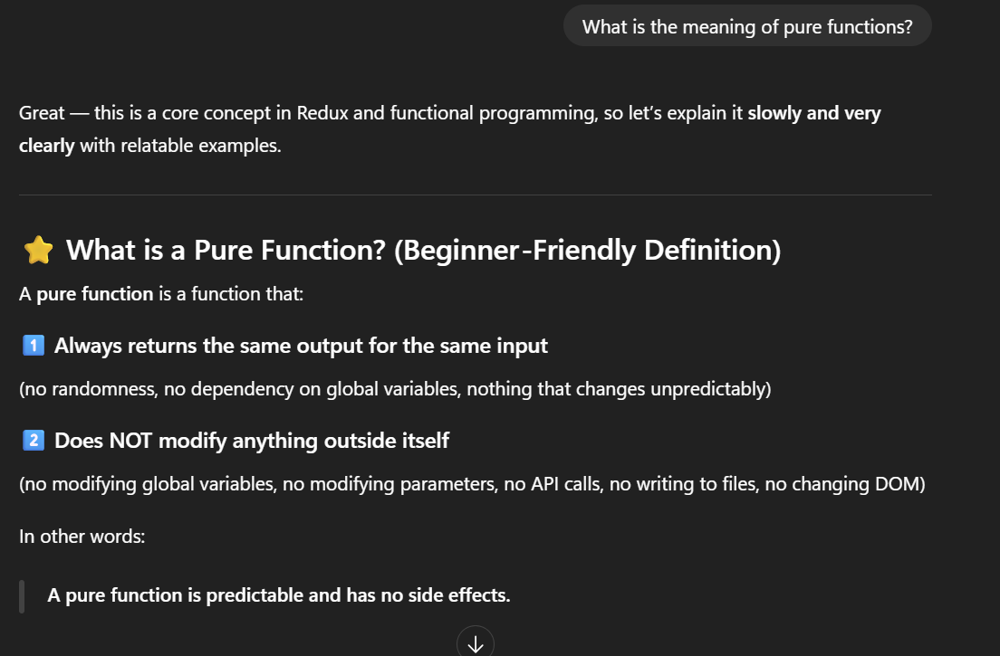 What is the meaning of pure functions?
Great — this is a core concept in Redux and functional programming, so let’s explain it slowly and very
clearly with relatable examples.
⭐ What is a Pure Function? (Beginner-Friendly Definition)
A pure function is a function that:
1️⃣ Always returns the same output for the same input
(no randomness, no dependency on global variables, nothing that changes unpredictably)
2️⃣ Does NOT modify anything outside itself
(no modifying global variables, no modifying parameters, no API calls, no writing to files, no changing DOM)
In other words:
A pure function is predictable and has no side effects.